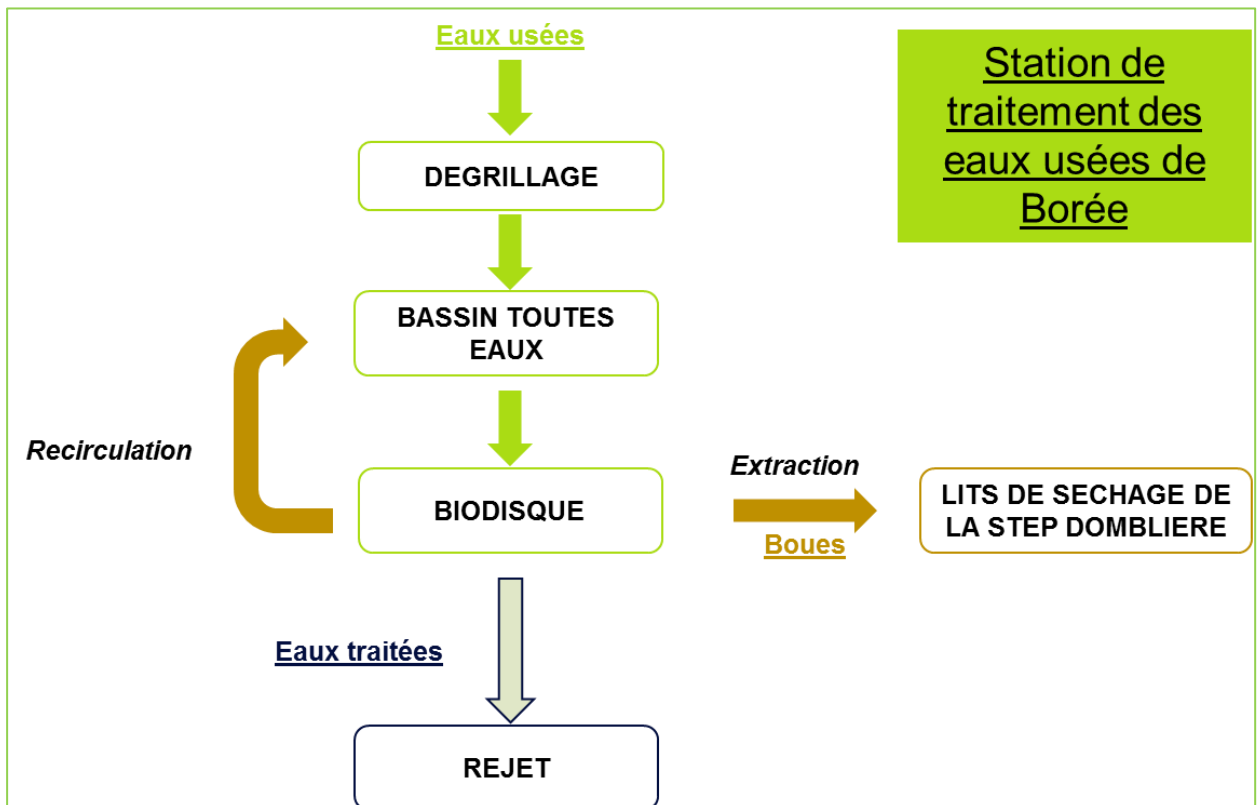 Eaux usées
Station de
traitement des
eaux usées de
Borée
DEGRILLAGE
BASSIN TOUTES
EAUX
Recirculation
BIODISQUE
Extraction
Boues
LITS DE SECHAGE DE
LA STEP DOMBLIERE
Eaux traitées
REJET